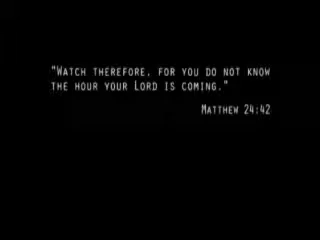 "Watch therefore, for you do not know
the hour your Lord is coming."
Matthew 24:42